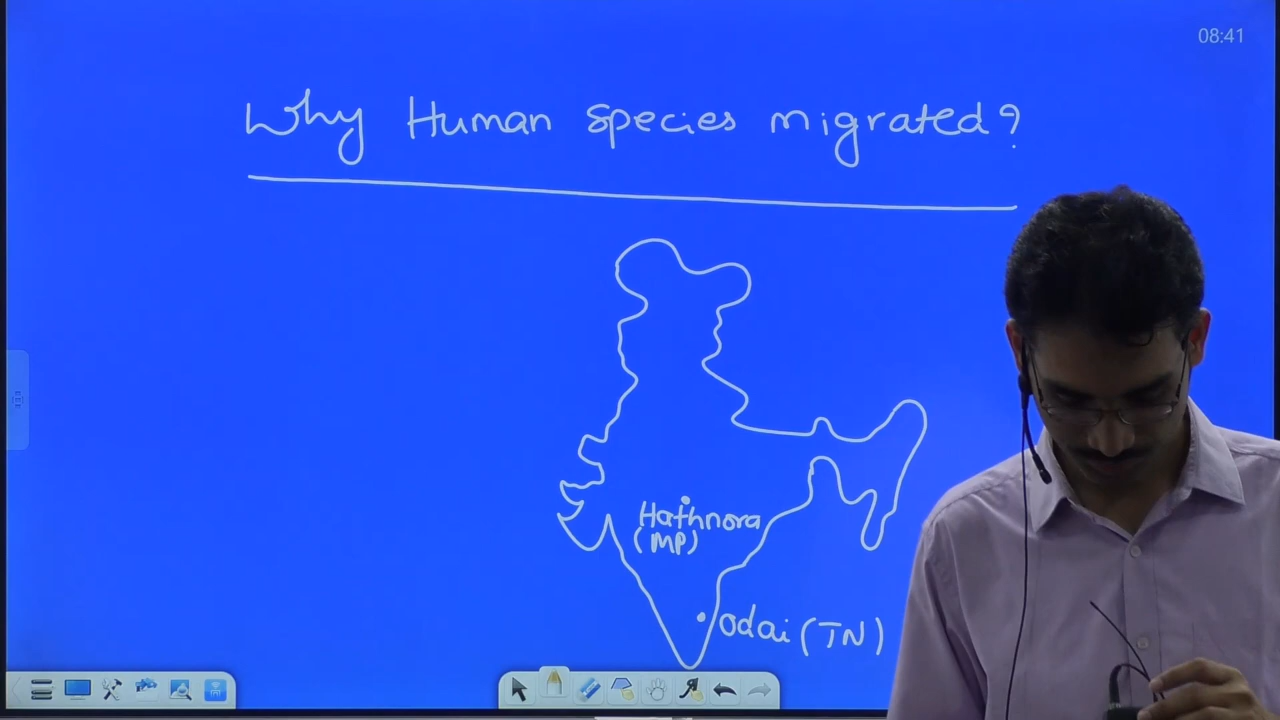 08:41
Why Human species migrated?
Hathnora
(MP)
odai (TN)